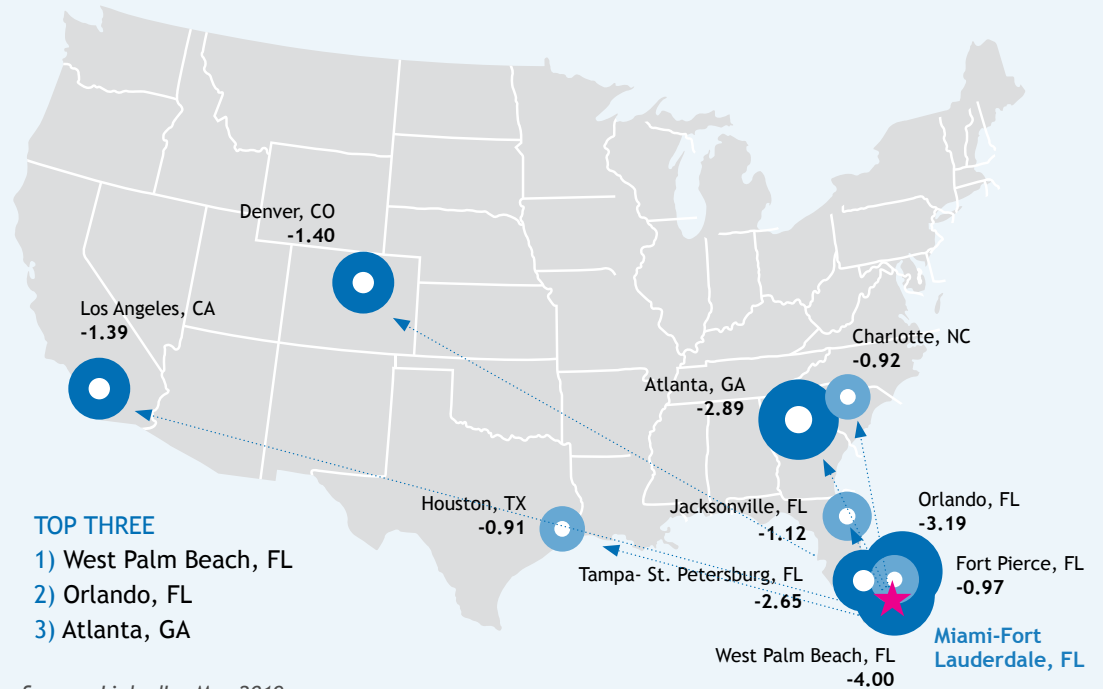 Denver, CO
-1.40
Los Angeles, CA
-1.39
Charlotte, NC
-0.92
Atlanta, GA
-2.89
Houston, TX
-0.91
Jacksonville, FL
-1.12
Orlando, FL
-3.19
Fort Pierce, FL
-0.97
Tampa- St. Petersburg, FL
-2.65
Miami-Fort
Lauderdale, FL
West Palm Beach, FL
-4.00
TOP THREE
1) West Palm Beach, FL
2) Orlando, FL
3) Atlanta, GA